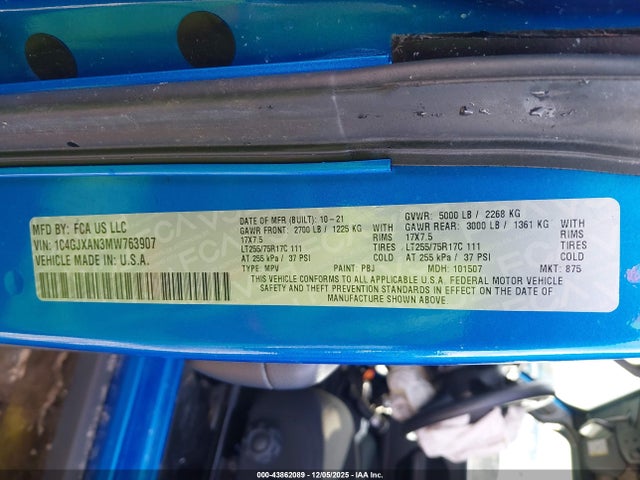 MFD BY: FCA US LLC
VIN: 1C4GJXAN3MW763907
VEHICLE MADE IN U.S.A.
DATE OF MFR (BUILT) 10-21
GAWR FRONT: 2700 LB / 1225 KG
17X7.5 RIMS
LT255/75R17C 111 TIRES
AT 255 kPa / 37 PSI COLD
TYPE: MPV PAINT: PBJ
GVWR: 5000 LB / 2268 KG
GAWR REAR: 3000 LB / 1361 KG
RIMS 17X7.5
TIRES LT255/75R17C 111
COLD AT 255 kPa / 37 PSI
MDH: 101507 MKT: 875
THIS VEHICLE CONFORMS TO ALL APPLICABLE U.S.A. FEDERAL MOTOR VEHICLE
SAFETY AND THEFT PREVENTION STANDARDS IN EFFECT ON THE DATE OF
MANUFACTURE SHOWN ABOVE.
000-43862089 - 12/05/2025 - IAA Inc.